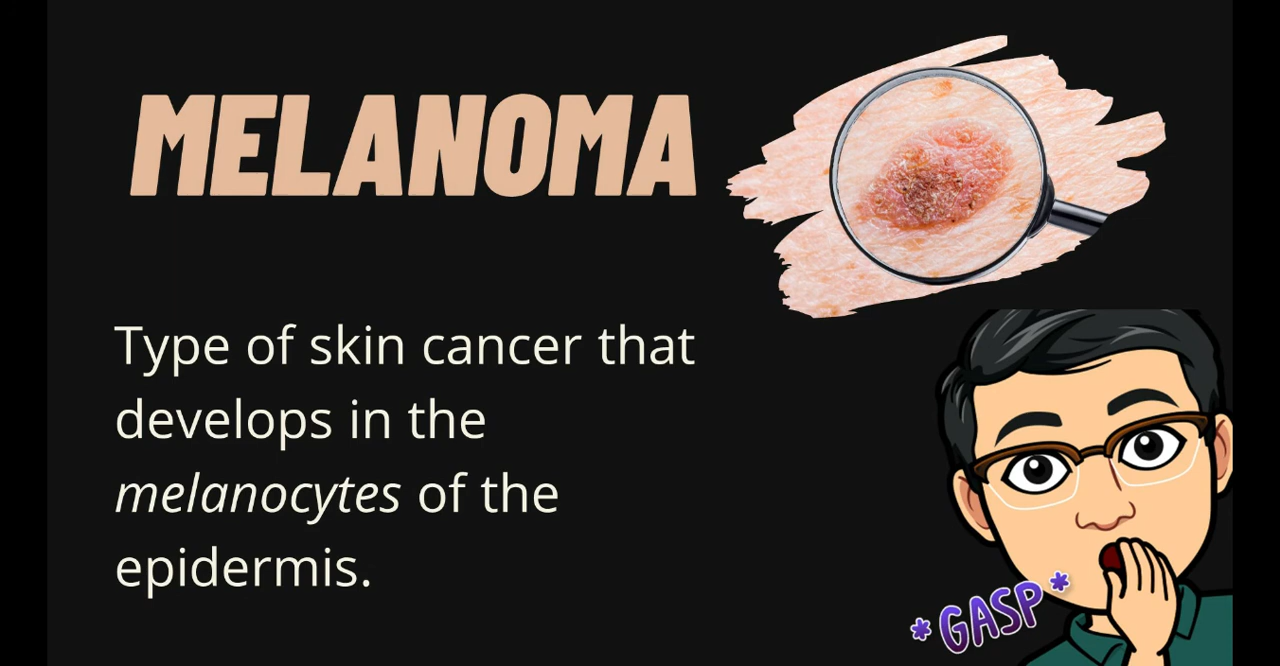 MELANOMA
Type of skin cancer that
develops in the
melanocytes of the
epidermis.
*GASP*